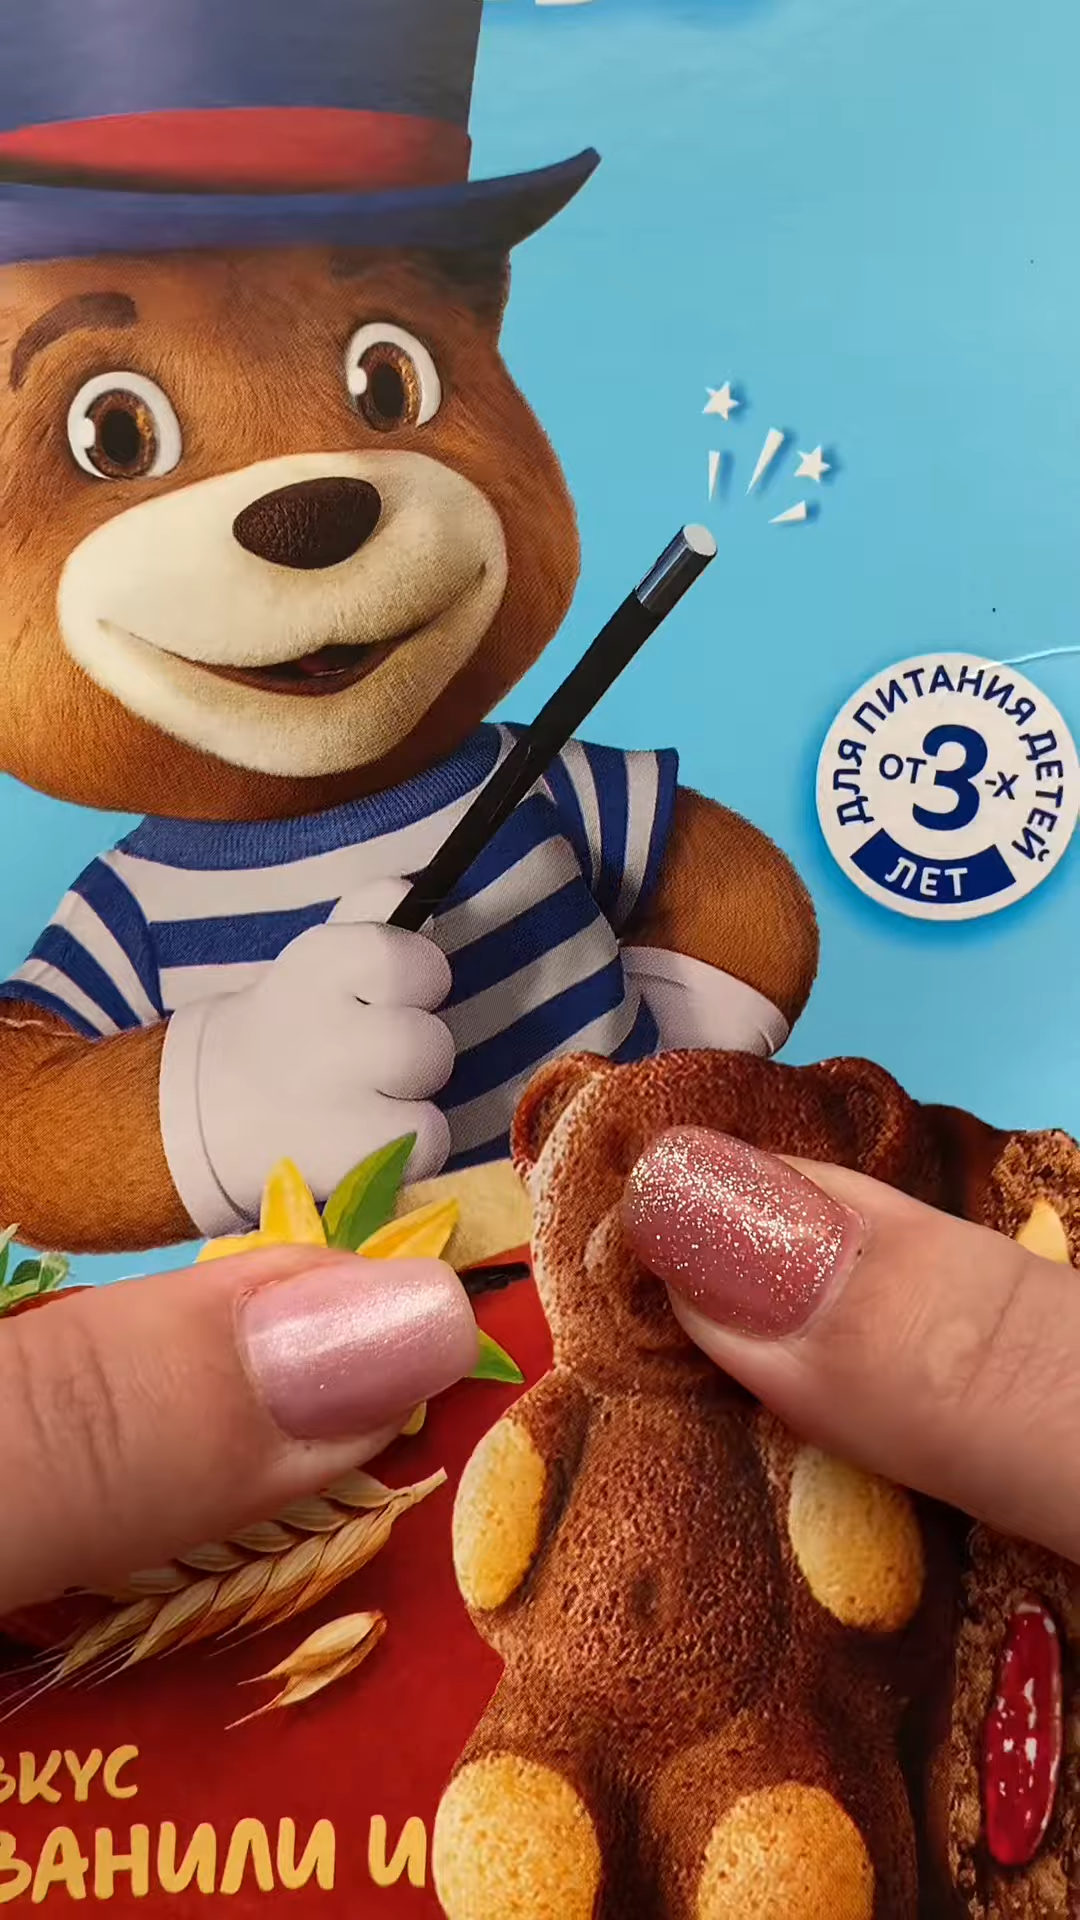 ДЛЯ ПИТАНИЯ ДЕТЕЙ
ОТ 3-Х
ЛЕТ
ВКУС
ВАНИЛИ И